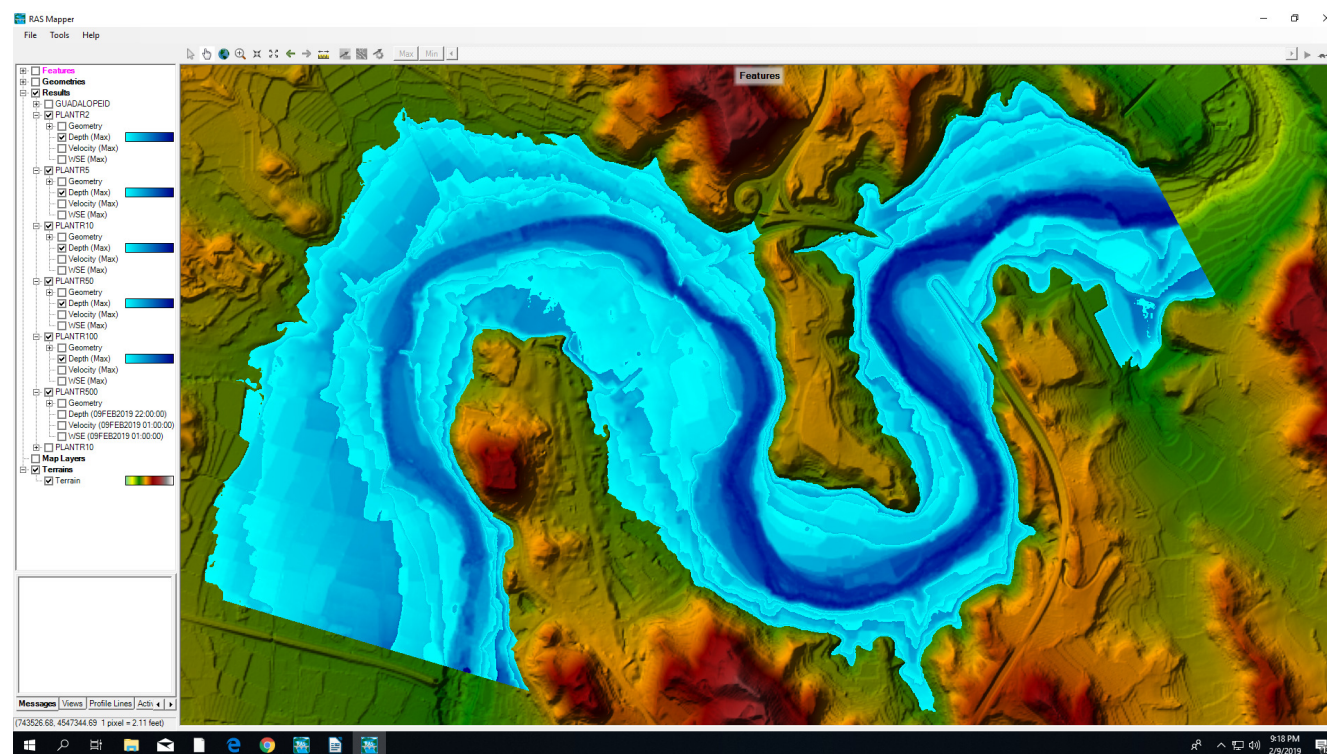 RAS Mapper
File Tools Help
Max Min
Features
Features
Geometries
Results
GUADALOPEID
PLANTR2
Geometry
Depth (Max)
Velocity (Max)
WSE (Max)
PLANTR5
Geometry
Depth (Max)
Velocity (Max)
WSE (Max)
PLANTR10
Geometry
Depth (Max)
Velocity (Max)
WSE (Max)
PLANTR50
Geometry
Depth (Max)
Velocity (Max)
WSE (Max)
PLANTR100
Geometry
Depth (Max)
Velocity (Max)
WSE (Max)
PLANTR500
Geometry
Depth (09FEB2019 22:00:00)
Velocity (09FEB2019 01:00:00)
WSE (09FEB2019 01:00:00)
PLANTR10
Map Layers
Terrains
Terrain
Messages Views Profile Lines
(743526.68, 4547344.69 1 pixel = 2.11 feet)
9:18 PM
2/9/2019